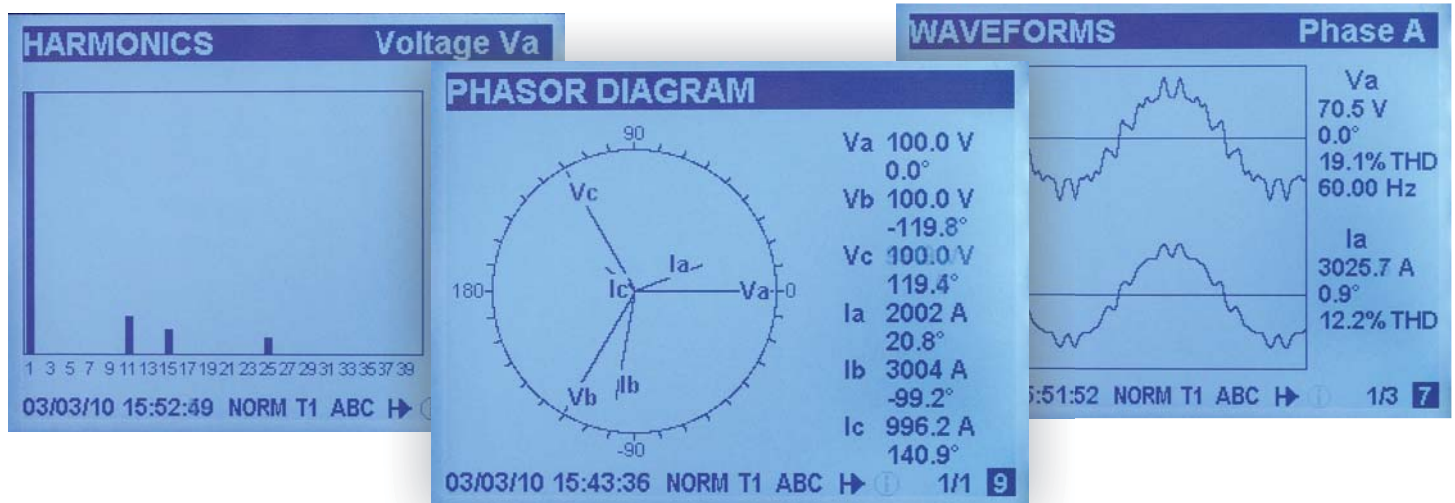 HARMONICS Voltage Va
1 3 5 7 9 11 13 15 17 19 21 23 25 27 29 31 33 35 37 39
03/03/10 15:52:49 NORM T1 ABC
PHASOR DIAGRAM
90
180
0
-90
Vc
Ia
Ic
Va
Vb
Ib
Va 100.0 V
0.0°
Vb 100.0 V
-119.8°
Vc 100.0 V
119.4°
Ia 2002 A
20.8°
Ib 3004 A
-99.2°
Ic 996.2 A
140.9°
03/03/10 15:43:36 NORM T1 ABC 1/1 9
WAVEFORMS Phase A
Va
70.5 V
0.0°
19.1% THD
60.00 Hz
Ia
3025.7 A
0.9°
12.2% THD
:51:52 NORM T1 ABC 1/3 7